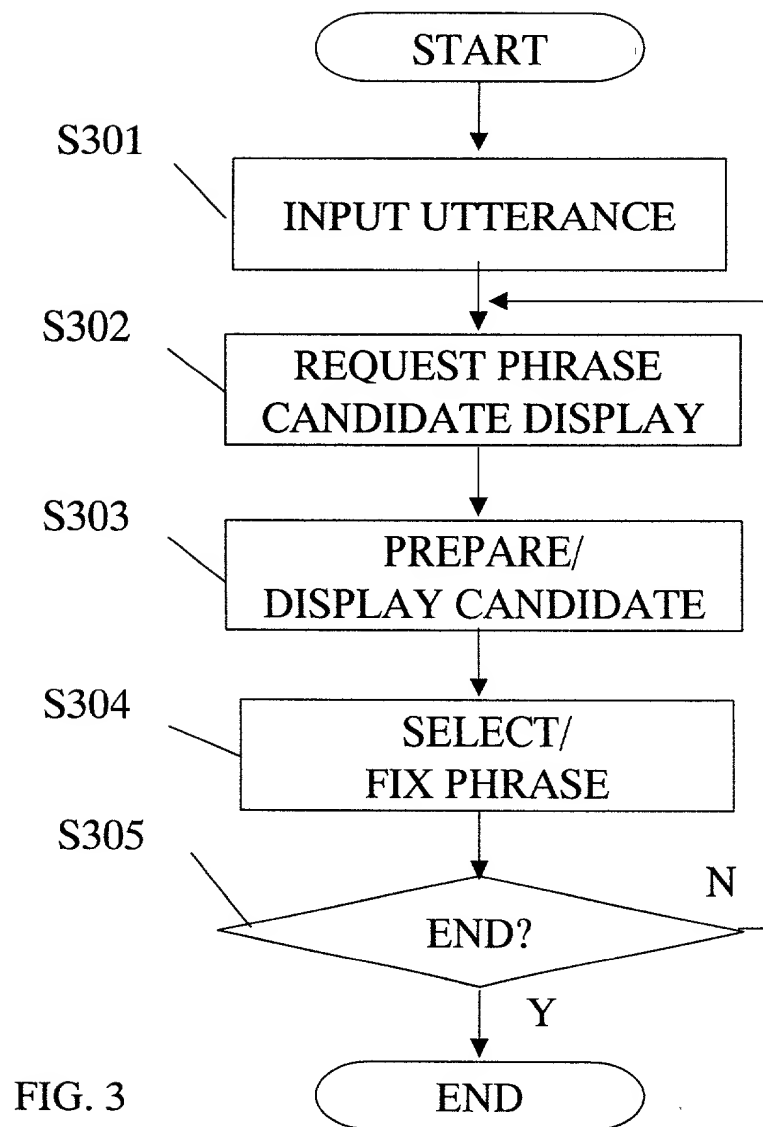 START
S301
INPUT UTTERANCE
S302
REQUEST PHRASE
CANDIDATE DISPLAY
S303
PREPARE/
DISPLAY CANDIDATE
S304
SELECT/
FIX PHRASE
S305
END?
N
Y
END
FIG. 3